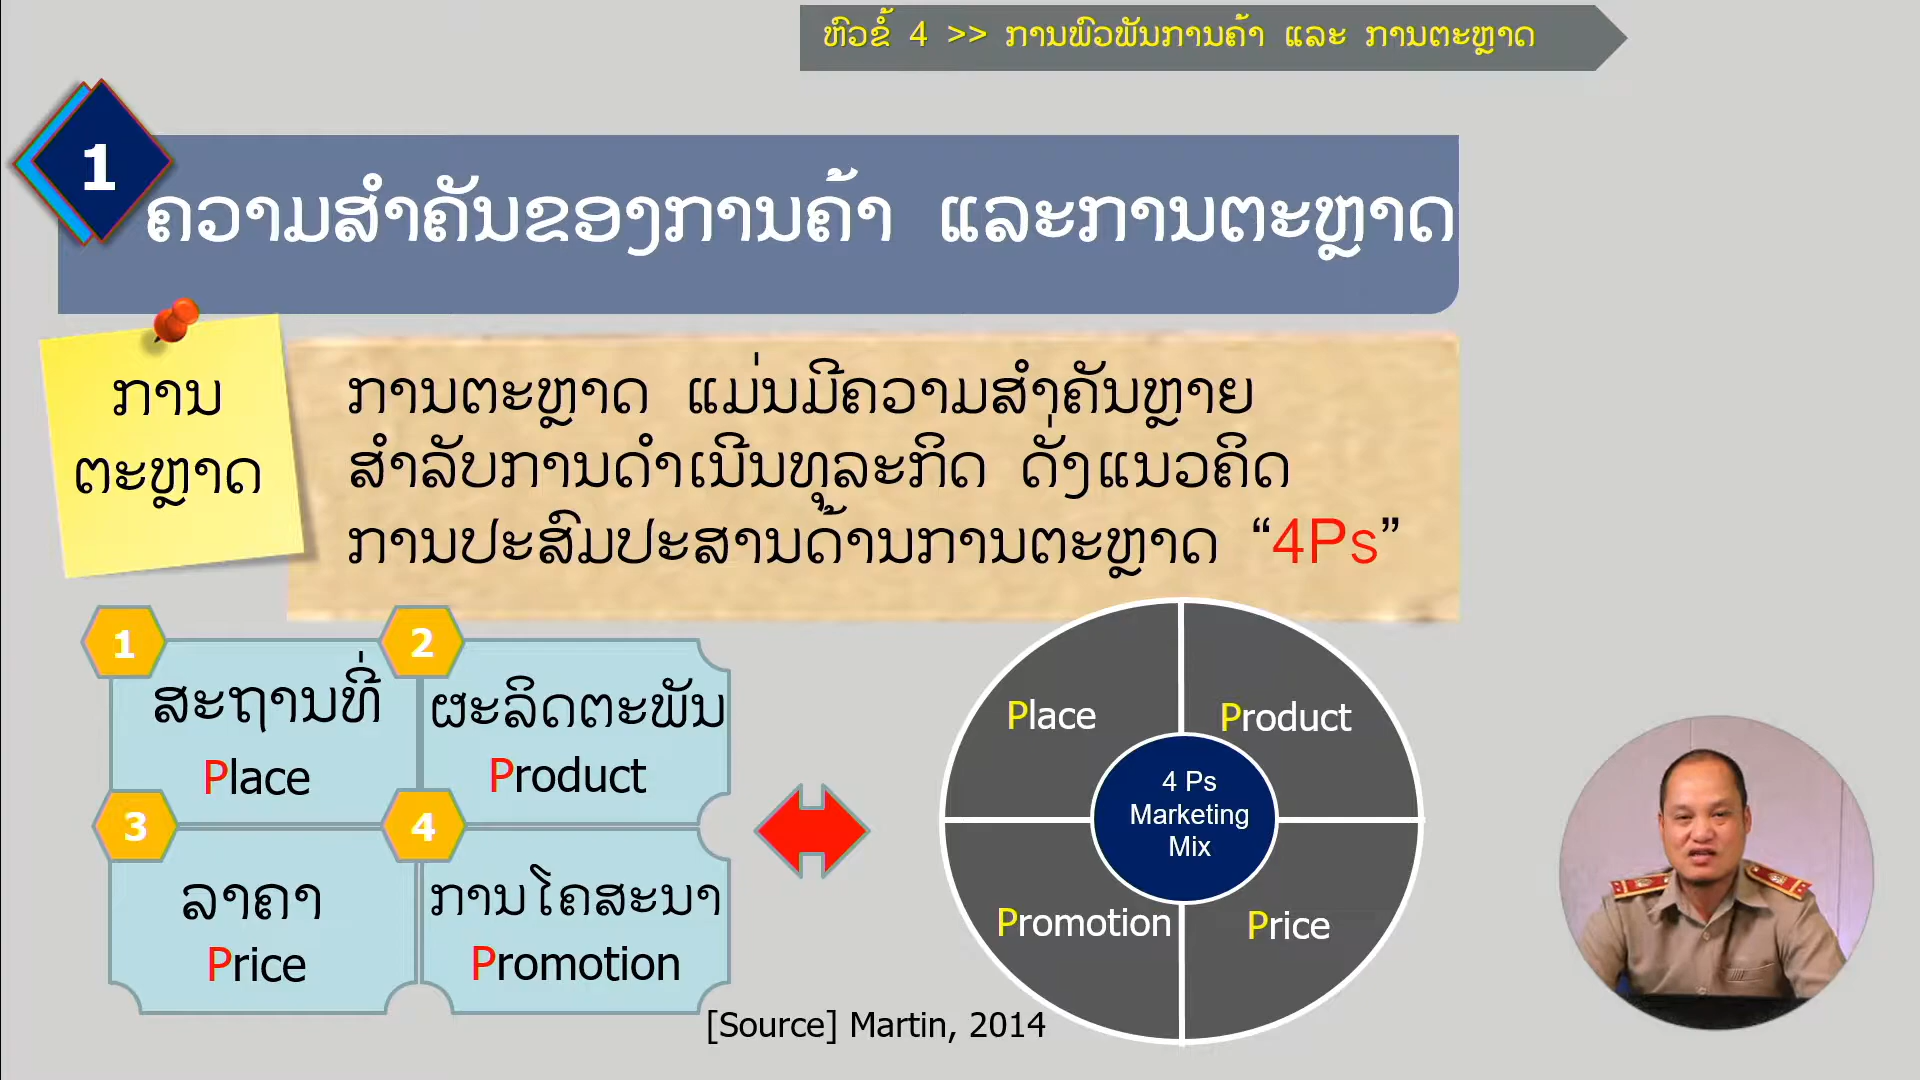 ຫົວຂໍ້ 4 >> ການພົວພັນການຄ້າ ແລະ ການຕະຫຼາດ
1
ຄວາມສໍາຄັນຂອງການຄ້າ ແລະການຕະຫຼາດ
ການ
ຕະຫຼາດ
ການຕະຫຼາດ ແມ່ນມີຄວາມສໍາຄັນຫຼາຍ
ສໍາລັບການດໍາເນີນທຸລະກິດ ດັ່ງແນວຄິດ
ການປະສົມປະສານດ້ານການຕະຫຼາດ “4Ps”
1
ສະຖານທີ່
Place
2
ຜະລິດຕະພັນ
Product
3
ລາຄາ
Price
4
ການໂຄສະນາ
Promotion
Place
Product
4 Ps
Marketing
Mix
Promotion
Price
[Source] Martin, 2014